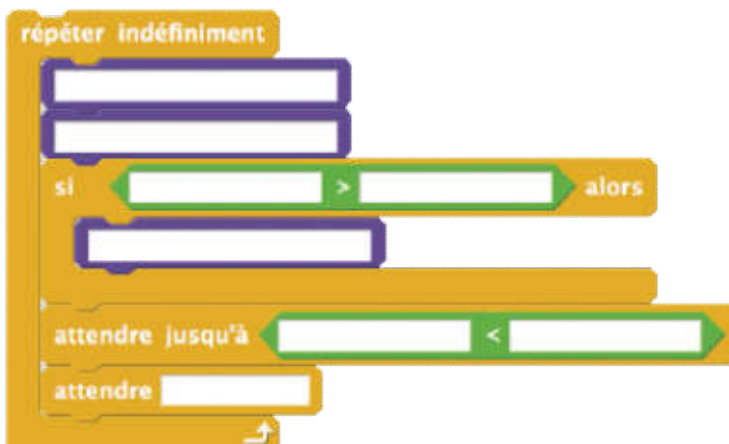 répéter indéfiniment
si > alors
attendre jusqu'à <
attendre